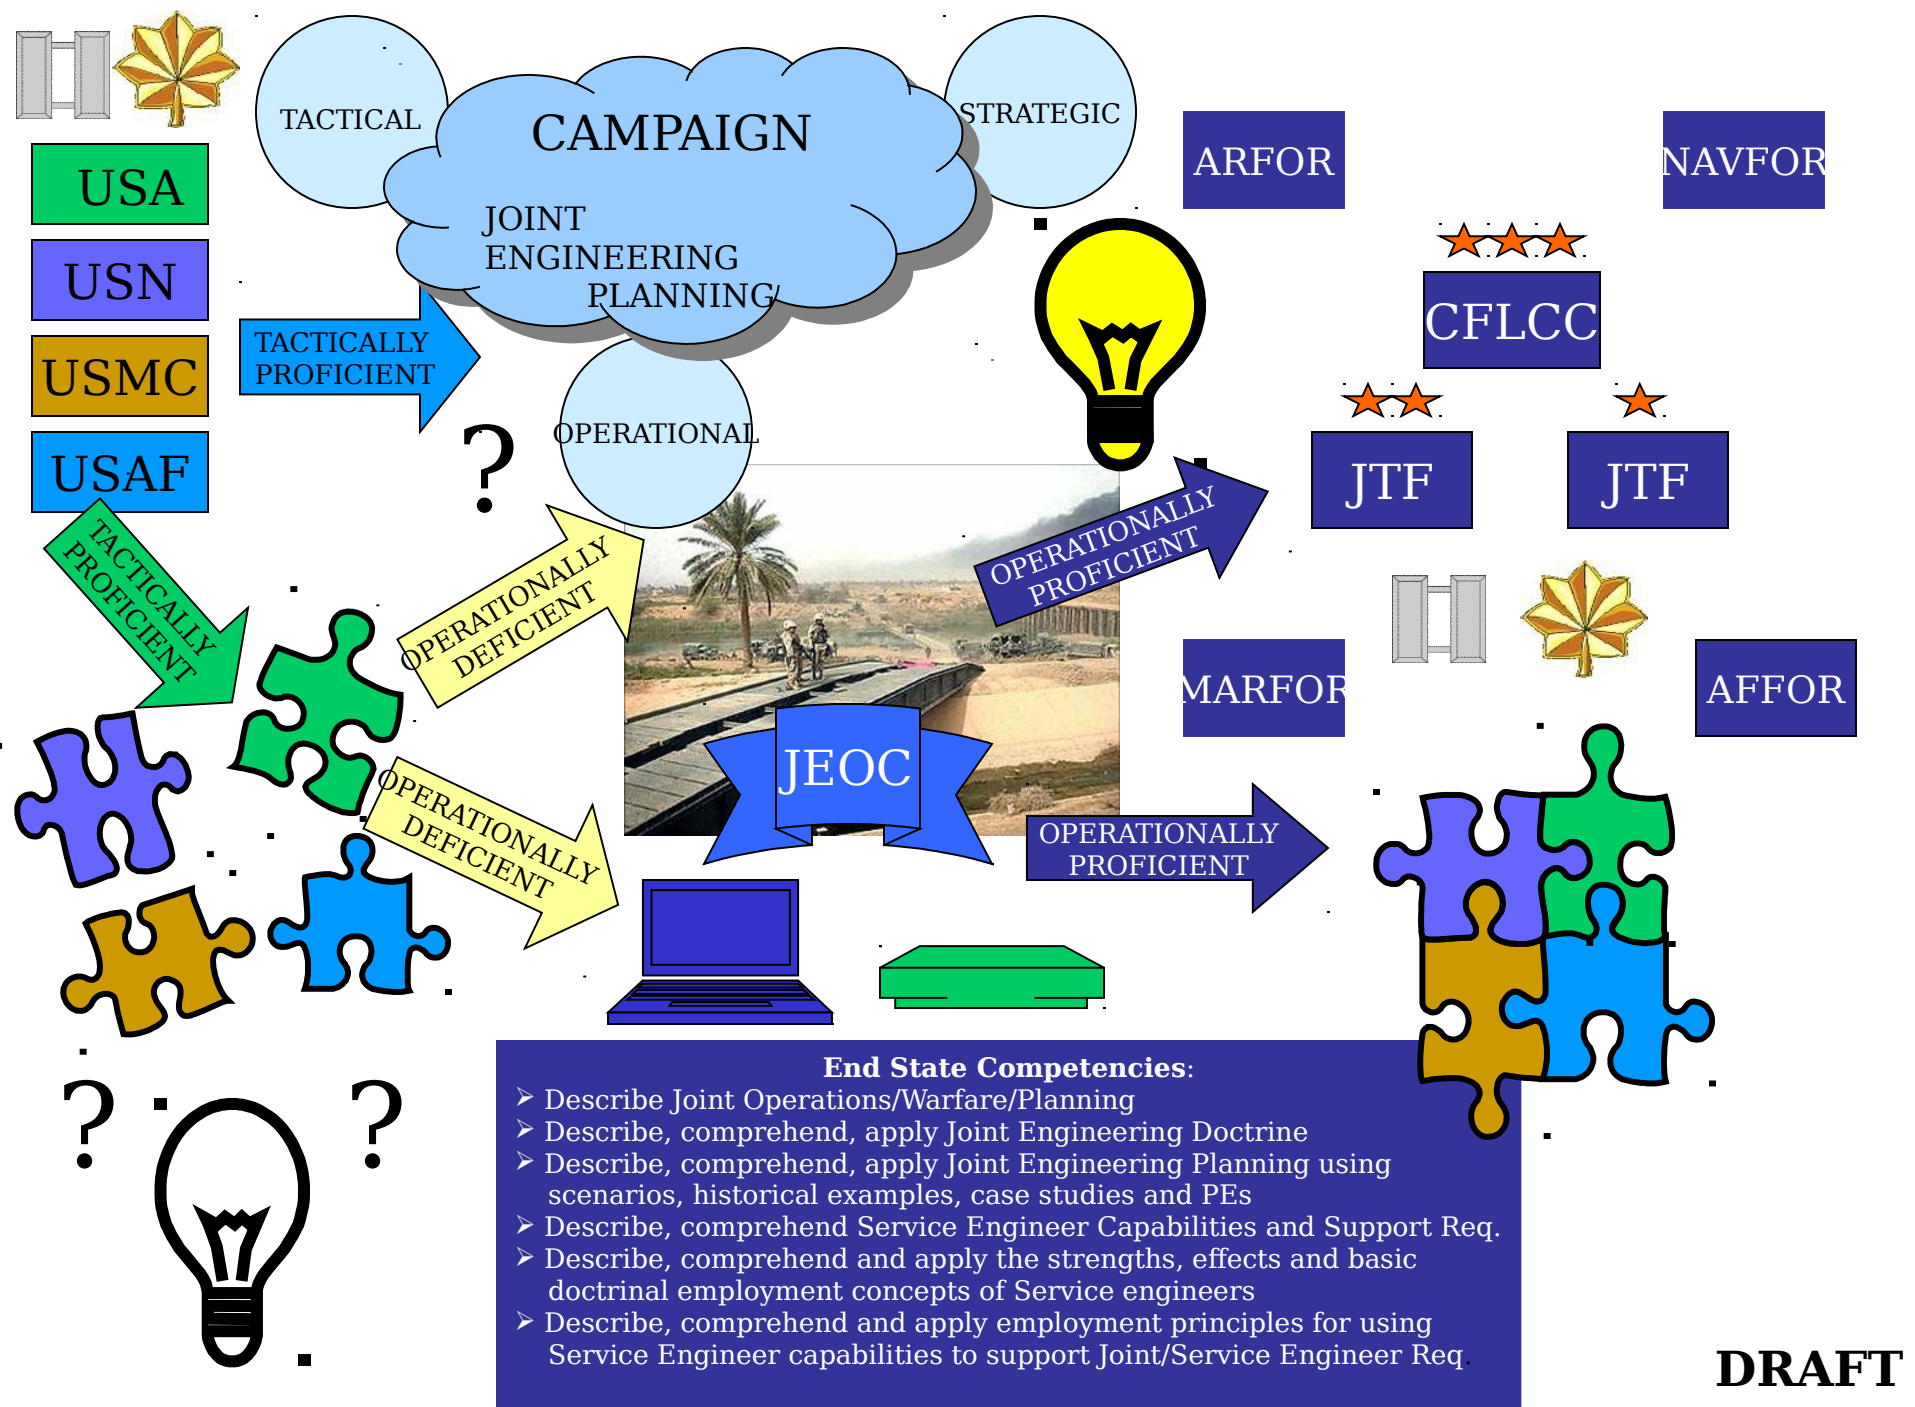 TACTICAL
CAMPAIGN
STRATEGIC
JOINT
ENGINEERING
PLANNING
USA
USN
USMC
USAF
TACTICALLY
PROFICIENT
?
OPERATIONAL
ARFOR
NAVFOR
CFLCC
JTF
JTF
MARFOR
AFFOR
TACTICALLY
PROFICIENT
OPERATIONALLY
DEFICIENT
OPERATIONALLY
PROFICIENT
OPERATIONALLY
DEFICIENT
JEOC
OPERATIONALLY
PROFICIENT
?
?
End State Competencies:
➢ Describe Joint Operations/Warfare/Planning
➢ Describe, comprehend, apply Joint Engineering Doctrine
➢ Describe, comprehend, apply Joint Engineering Planning using
scenarios, historical examples, case studies and PEs
➢ Describe, comprehend Service Engineer Capabilities and Support Req.
➢ Describe, comprehend and apply the strengths, effects and basic
doctrinal employment concepts of Service engineers
➢ Describe, comprehend and apply employment principles for using
Service Engineer capabilities to support Joint/Service Engineer Req.
DRAFT